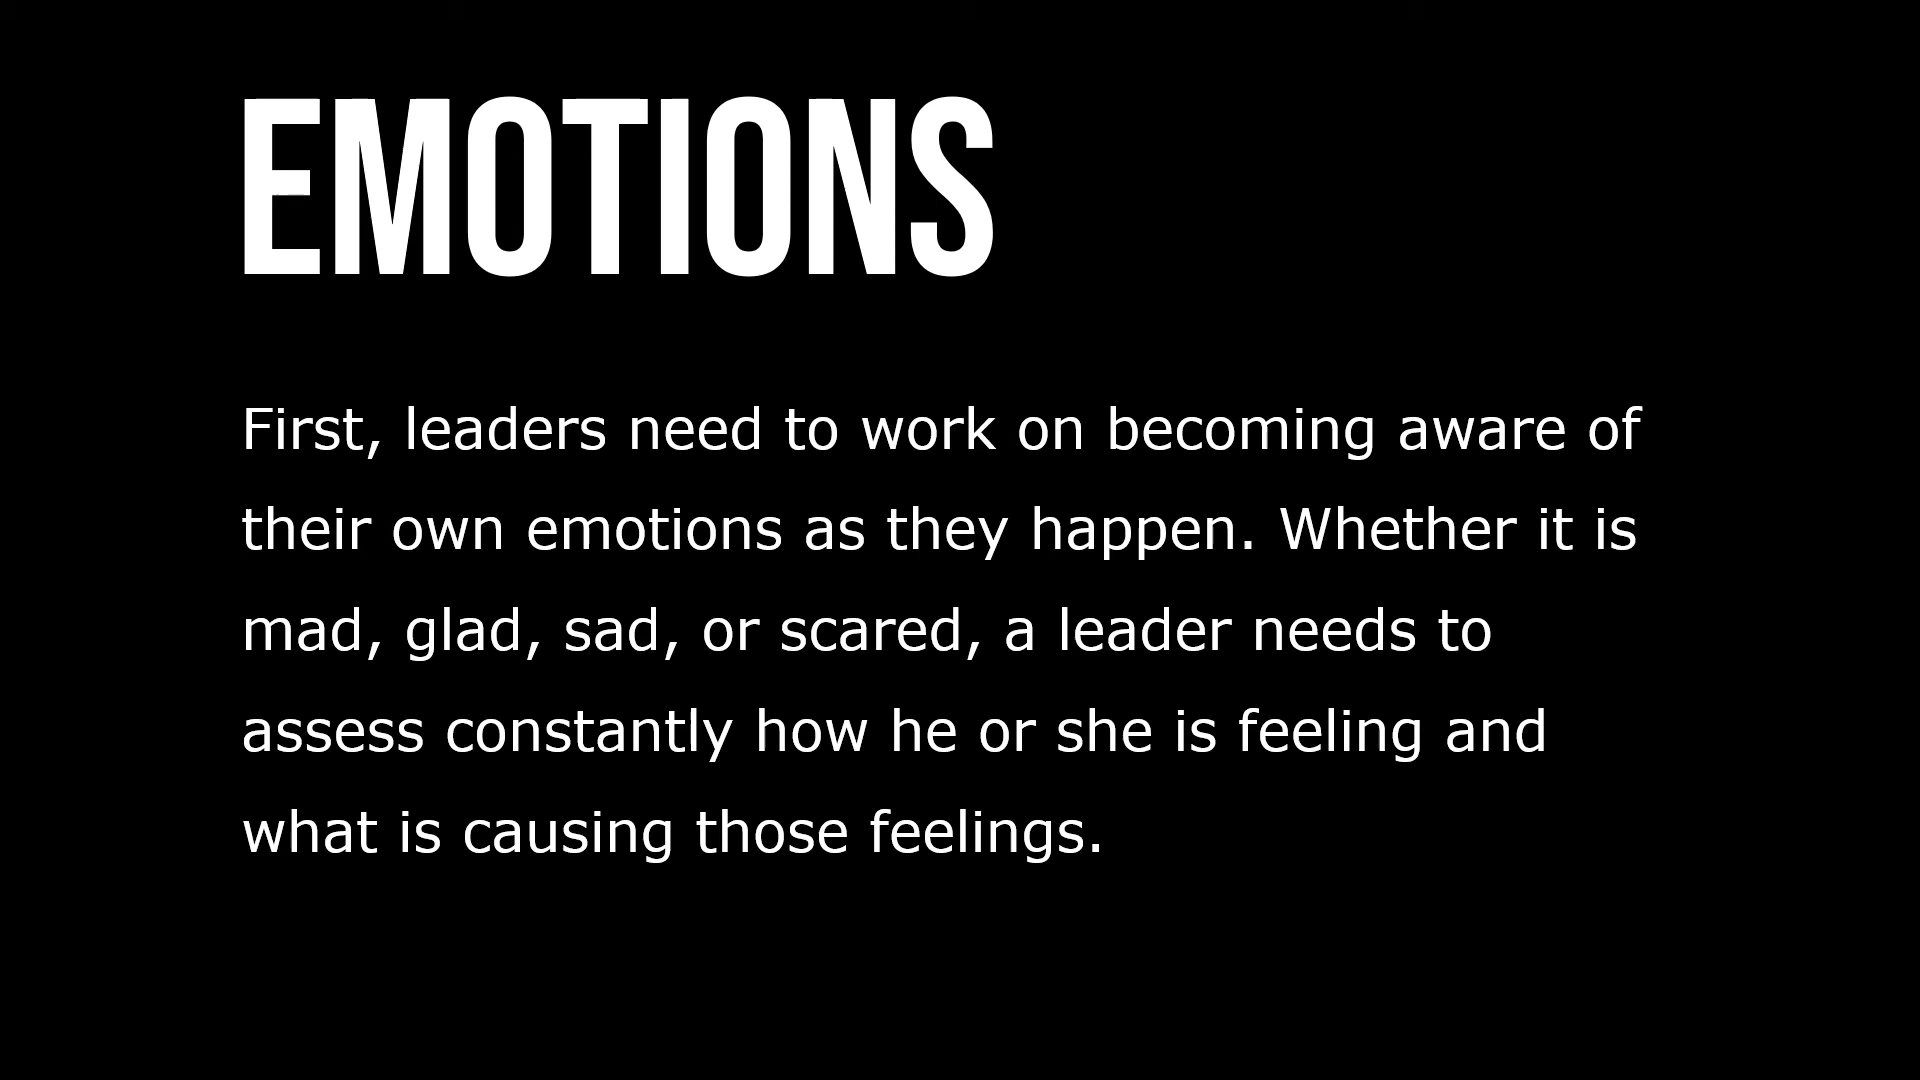 EMOTIONS
First, leaders need to work on becoming aware of
their own emotions as they happen. Whether it is
mad, glad, sad, or scared, a leader needs to
assess constantly how he or she is feeling and
what is causing those feelings.